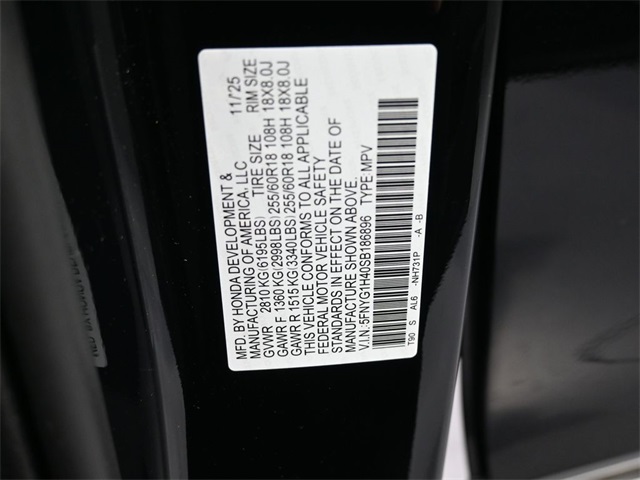 MFD. BY HONDA DEVELOPMENT & 11/25
MANUFACTURING OF AMERICA, LLC
TIRE SIZE RIM SIZE
GVWR 2810 KG(6195LBS)
GAWR F 1360KG(2998LBS) 255/60R18 108H 18X8.0J
GAWR R 1515KG(3340LBS) 255/60R18 108H 18X8.0J
THIS VEHICLE CONFORMS TO ALL APPLICABLE
FEDERAL MOTOR VEHICLE SAFETY
STANDARDS IN EFFECT ON THE DATE OF
MANUFACTURE SHOWN ABOVE.
V.I.N.:5FNYG1H40SB186896 TYPE MPV
T90 S AL6 -NH731P -A -B